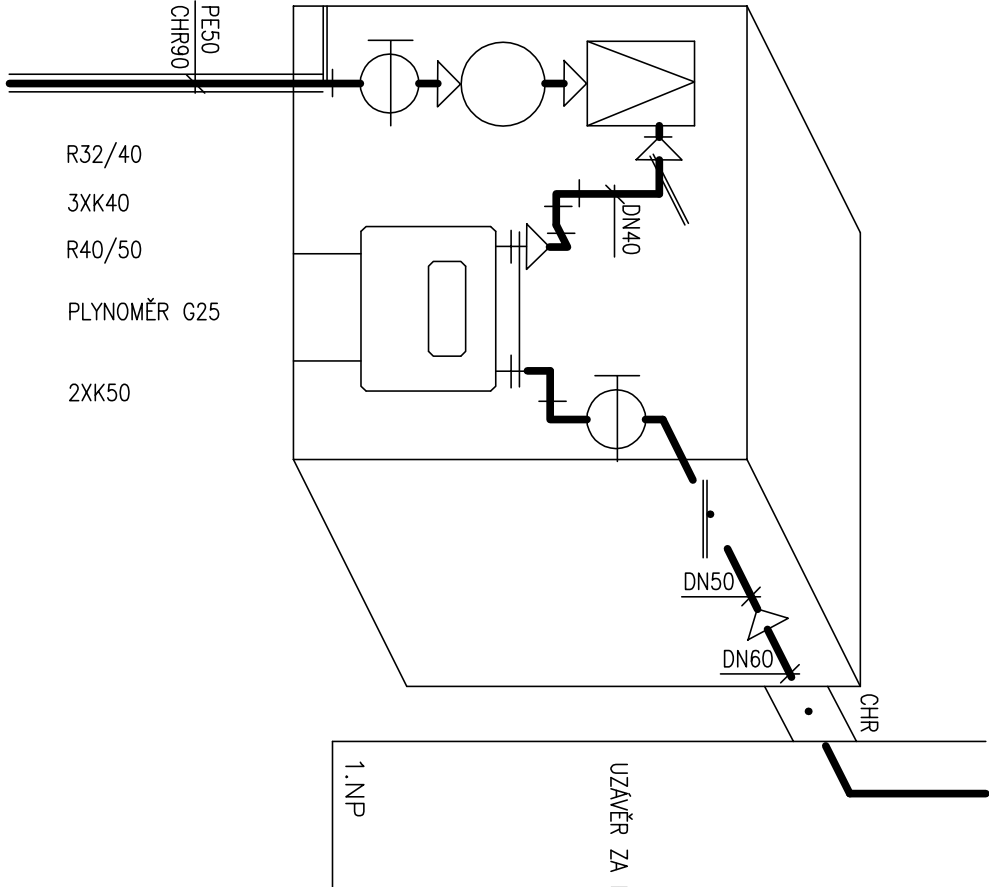 PE50
CHR90
R32/40
3XK40
R40/50
PLYNOMĚR G25
2XK50
DN40
DN50
DN60
CHR
1.NP
UZÁVĚR ZA